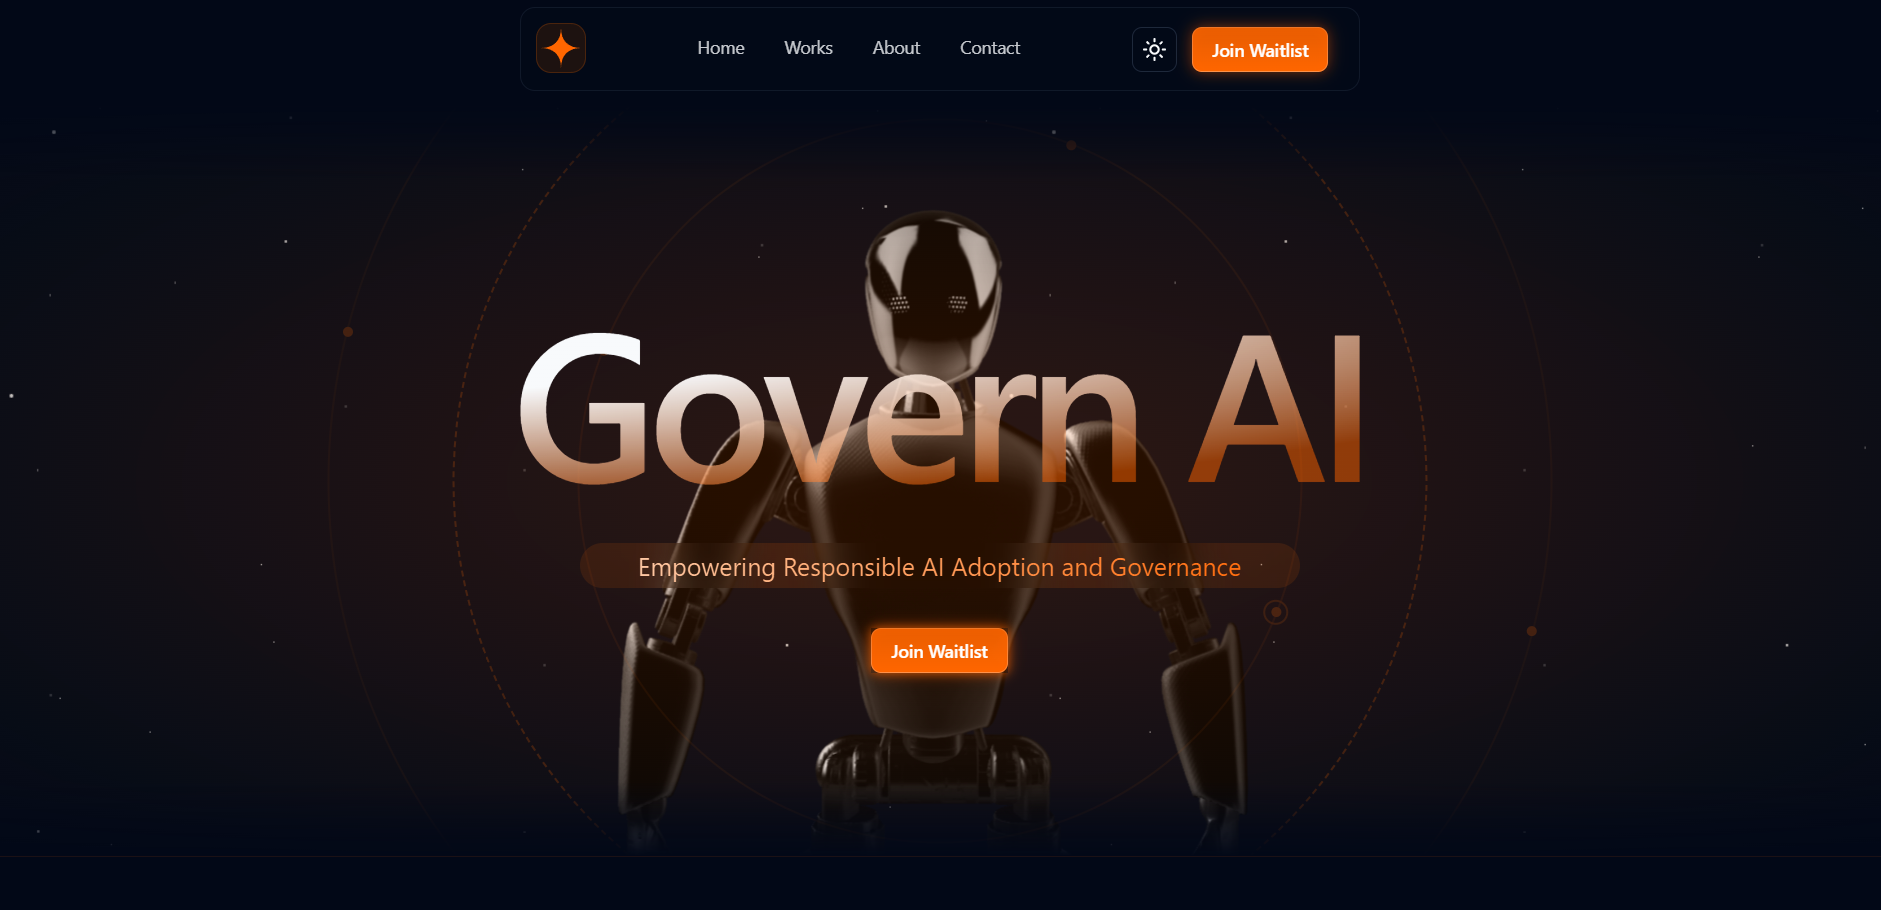 Home Works About Contact Join Waitlist
Govern AI
Empowering Responsible AI Adoption and Governance
Join Waitlist